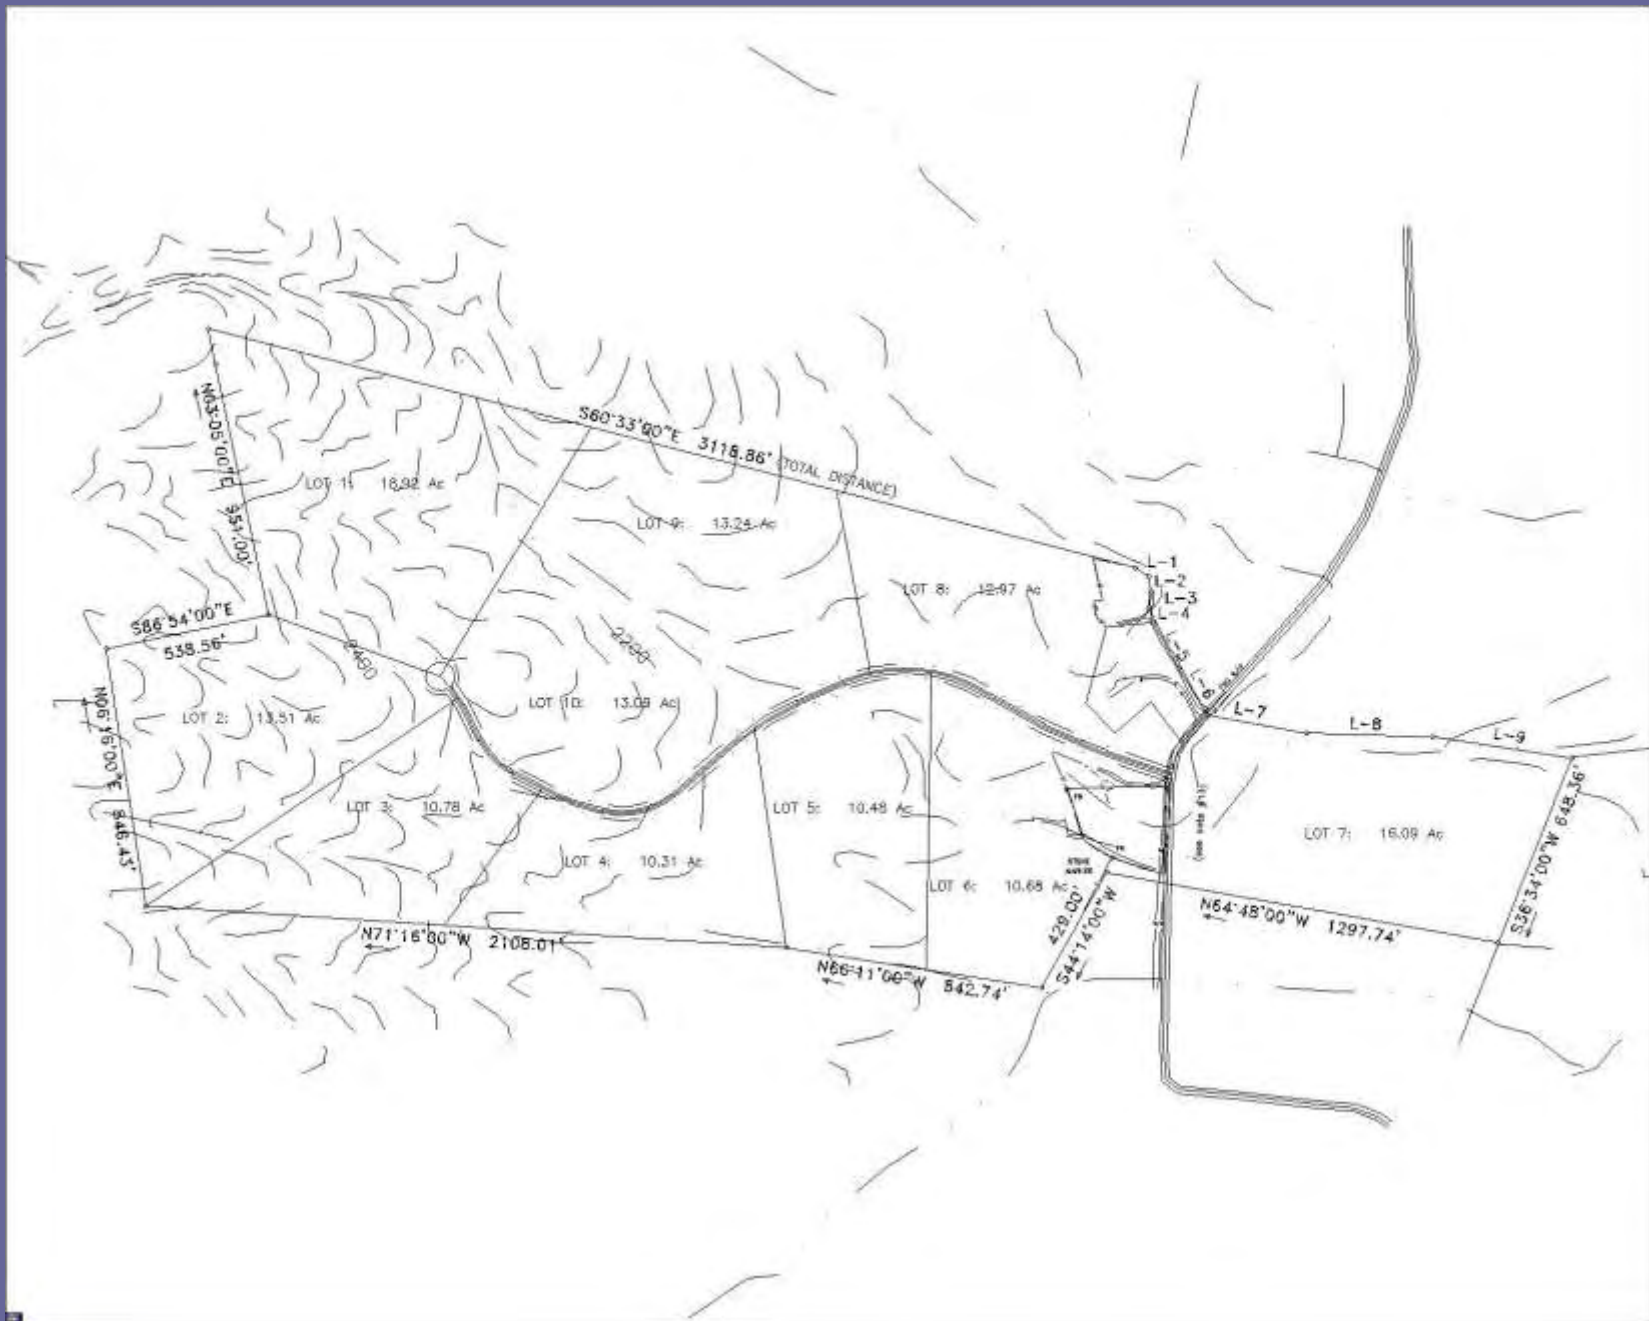 S60°33'00"E 3118.86' (TOTAL DISTANCE)
N03°05'00"E 951.00'
LOT 1: 18.92 Ac
LOT 9: 13.24 Ac
L-1
L-2
L-3
L-4
LOT 8: 12.97 Ac
L-5
L-6
S86°54'00"E
538.56'
2200
LOT 10: 13.09 Ac
LOT 2: 13.51 Ac
L-7
L-8
L-9
N06°16'00"E 846.43'
LOT 3: 10.78 Ac
LOT 5: 10.48 Ac
LOT 7: 16.09 Ac
S36°34'00"W 648.36'
LOT 4: 10.31 Ac
LOT 6: 10.68 Ac
429.00'
S44°14'00"W
N64°48'00"W 1297.74'
N71°16'00"W 2108.01'
N66°11'00"W 842.74'